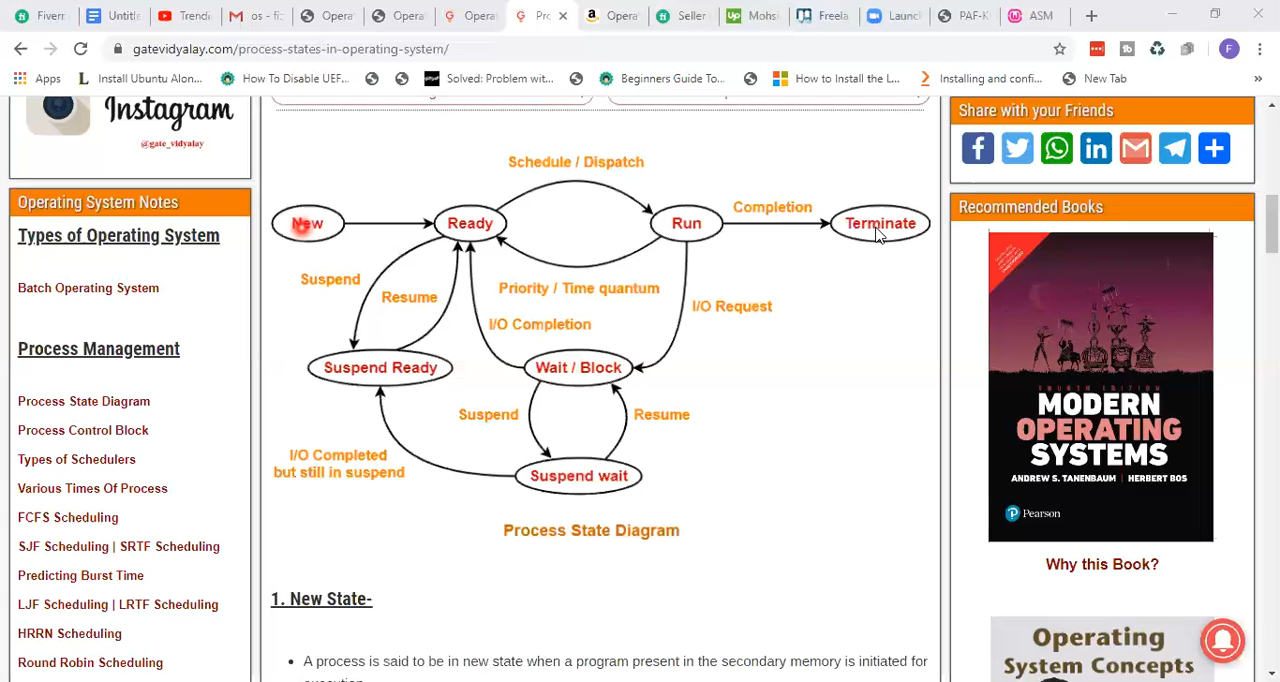 Fiverr
Untitle
Trendi
os - fiz
Opera
Opera
Opera
Pro
Opera
Seller
Mohs
Freela
Launc
PAF-K
ASM
gatevidyalay.com/process-states-in-operating-system/
F
Apps
Install Ubuntu Alon...
How To Disable UEF...
Solved: Problem wit...
Beginners Guide To...
How to Install the L...
Installing and confi...
New Tab
»
Instagram
@gate_vidyalay
Operating System Notes
Types of Operating System
Batch Operating System
Process Management
Process State Diagram
Process Control Block
Types of Schedulers
Various Times Of Process
FCFS Scheduling
SJF Scheduling | SRTF Scheduling
Predicting Burst Time
LJF Scheduling | LRTF Scheduling
HRRN Scheduling
Round Robin Scheduling
Schedule / Dispatch
New
Ready
Run
Completion
Terminate
Suspend
Resume
Priority / Time quantum
I/O Completion
I/O Request
Suspend Ready
Wait / Block
Suspend
Resume
I/O Completed
but still in suspend
Suspend wait
Process State Diagram
1. New State-
A process is said to be in new state when a program present in the secondary memory is initiated for
Share with your Friends
Recommended Books
FOURTH EDITION
MODERN
OPERATING
SYSTEMS
ANDREW S. TANENBAUM | HERBERT BOS
Pearson
Why this Book?
Operating
System Concepts